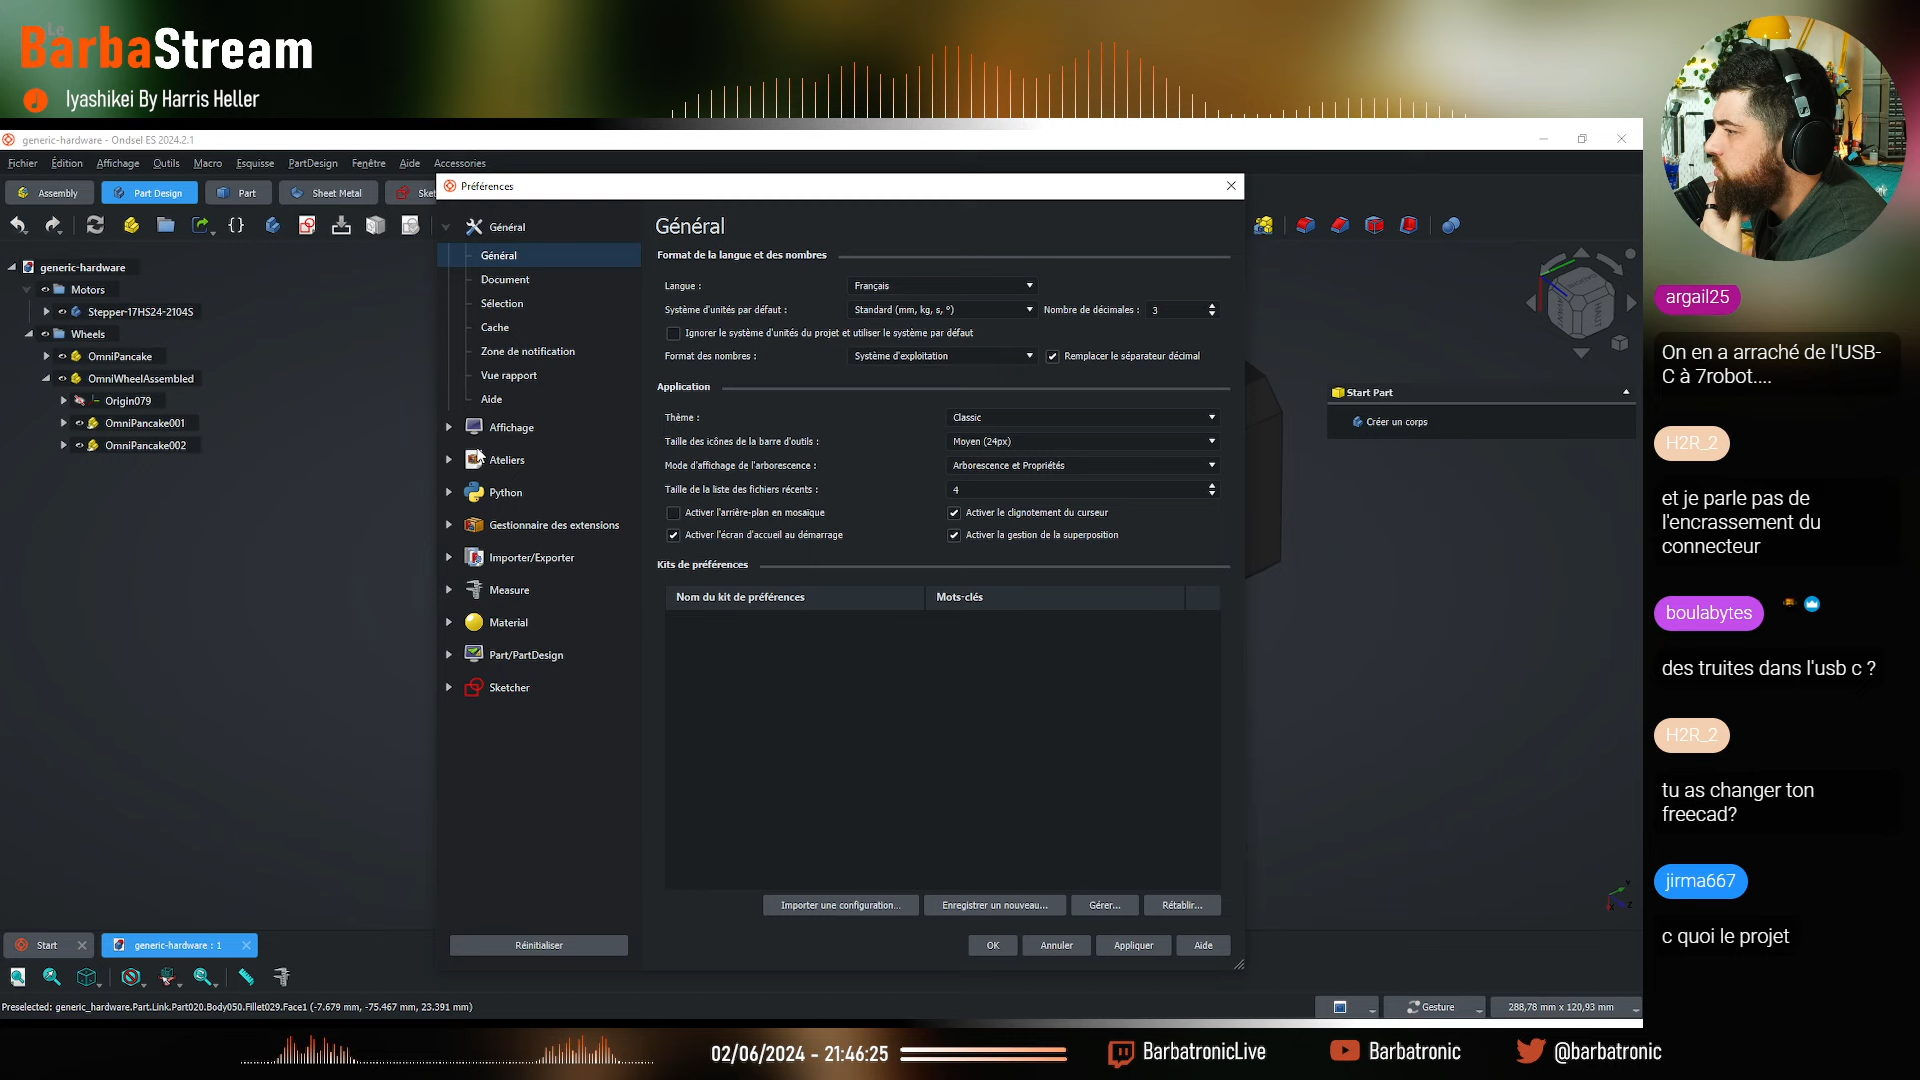 Le
BarbaStream
Iyashikei By Harris Heller
generic-hardware - Ondsel ES 2024.2.1
Fichier Édition Affichage Outils Macro Esquisse PartDesign Fenêtre Aide Accessories
Assembly Part Design Part Sheet Metal Sket
Préférences
generic-hardware
Motors
Stepper-17HS24-2104S
Wheels
OmniPancake
OmniWheelAssembled
Origin079
OmniPancake001
OmniPancake002
Général
Général
Document
Sélection
Cache
Zone de notification
Vue rapport
Aide
Affichage
Ateliers
Python
Gestionnaire des extensions
Importer/Exporter
Measure
Material
Part/PartDesign
Sketcher
Réinitialiser
Général
Format de la langue et des nombres
Langue : Français
Système d'unités par défaut : Standard (mm, kg, s, °) Nombre de décimales : 3
Ignorer le système d'unités du projet et utiliser le système par défaut
Format des nombres : Système d'exploitation Remplacer le séparateur décimal
Application
Thème : Classic
Taille des icônes de la barre d'outils : Moyen (24px)
Mode d'affichage de l'arborescence : Arborescence et Propriétés
Taille de la liste des fichiers récents : 4
Activer l'arrière-plan en mosaïque Activer le clignotement du curseur
Activer l'écran d'accueil au démarrage Activer la gestion de la superposition
Kits de préférences
Nom du kit de préférences Mots-clés
Importer une configuration... Enregistrer un nouveau... Gérer... Rétablir...
OK Annuler Appliquer Aide
Start Part
Créer un corps
argail25
On en a arraché de l'USB-
C à 7robot....
H2R_2
et je parle pas de
l'encrassement du
connecteur
boulabytes
des truites dans l'usb c ?
H2R_2
tu as changer ton
freecad?
jirma667
c quoi le projet
Start generic-hardware : 1
Preselected: generic_hardware.Part.Link.Part020.Body050.Fillet029.Face1 (-7.679 mm, -75.467 mm, 23.391 mm)
Gesture 288,78 mm x 120,93 mm
02/06/2024 - 21:46:25 BarbatronicLive Barbatronic @barbatronic